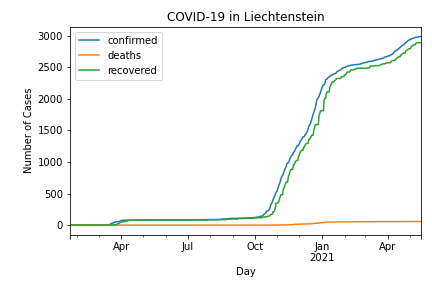 COVID-19 in Liechtenstein
confirmed
deaths
recovered
Number of Cases
3000
2500
2000
1500
1000
500
0
Apr
Jul
Oct
Jan
2021
Apr
Day